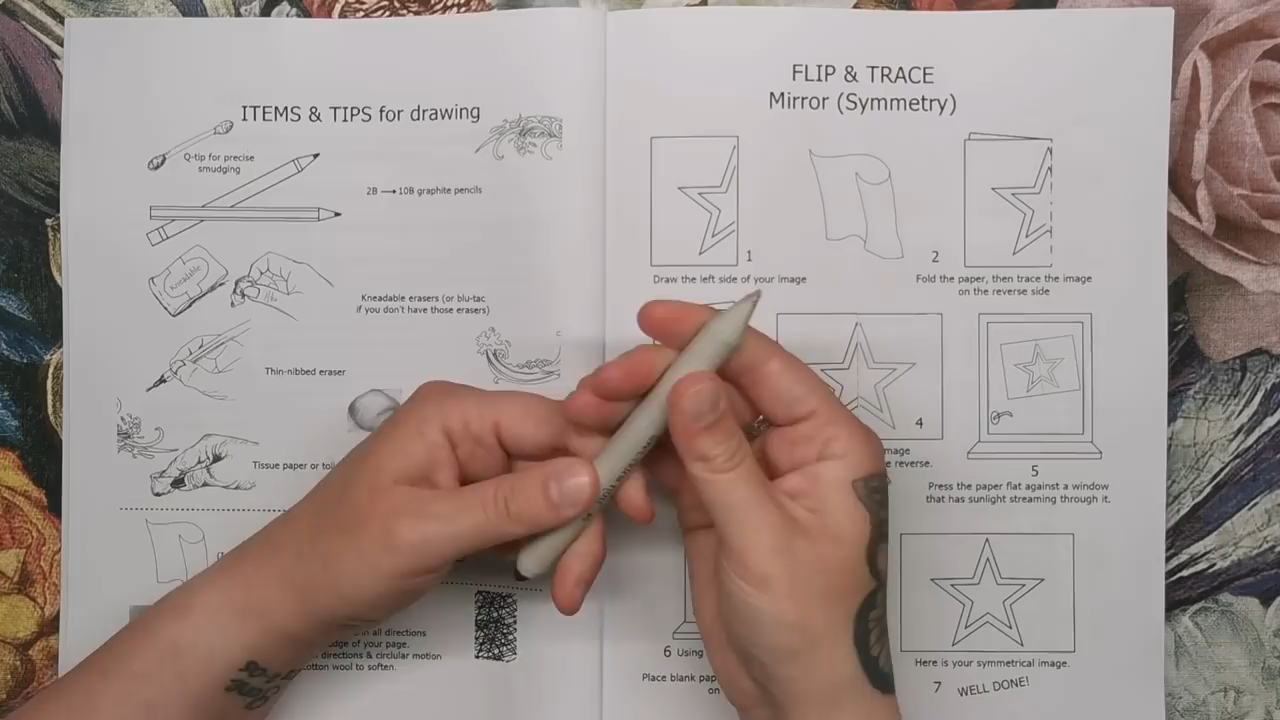 ITEMS & TIPS for drawing
Q-tip for precise
smudging
2B → 10B graphite pencils
Kneadable
Kneadable erasers (or blu-tac
if you don't have those erasers)
Thin-nibbed eraser
Tissue paper or
in all directions
of your page.
directions & circlular motion
cotton wool to soften.
FLIP & TRACE
Mirror (Symmetry)
1
Draw the left side of your image
2
Fold the paper, then trace the image
on the reverse side
4
reverse.
5
Press the paper flat against a window
that has sunlight streaming through it.
6 Using
Place blank
on
Here is your symmetrical image.
7 WELL DONE!